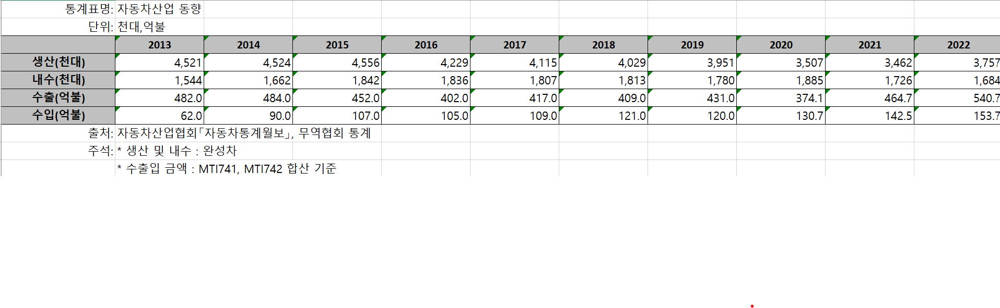 통계표명: 자동차산업 동향
단위: 천대,억불
2013 2014 2015 2016 2017 2018 2019 2020 2021 2022
생산(천대) 4,521 4,524 4,556 4,229 4,115 4,029 3,951 3,507 3,462 3,757
내수(천대) 1,544 1,662 1,842 1,836 1,807 1,813 1,780 1,885 1,726 1,684
수출(억불) 482.0 484.0 452.0 402.0 417.0 409.0 431.0 374.1 464.7 540.7
수입(억불) 62.0 90.0 107.0 105.0 109.0 121.0 120.0 130.7 142.5 153.7
출처: 자동차산업협회「자동차통계월보」, 무역협회 통계
주석: * 생산 및 내수 : 완성차
* 수출입 금액 : MTI741, MTI742 합산 기준